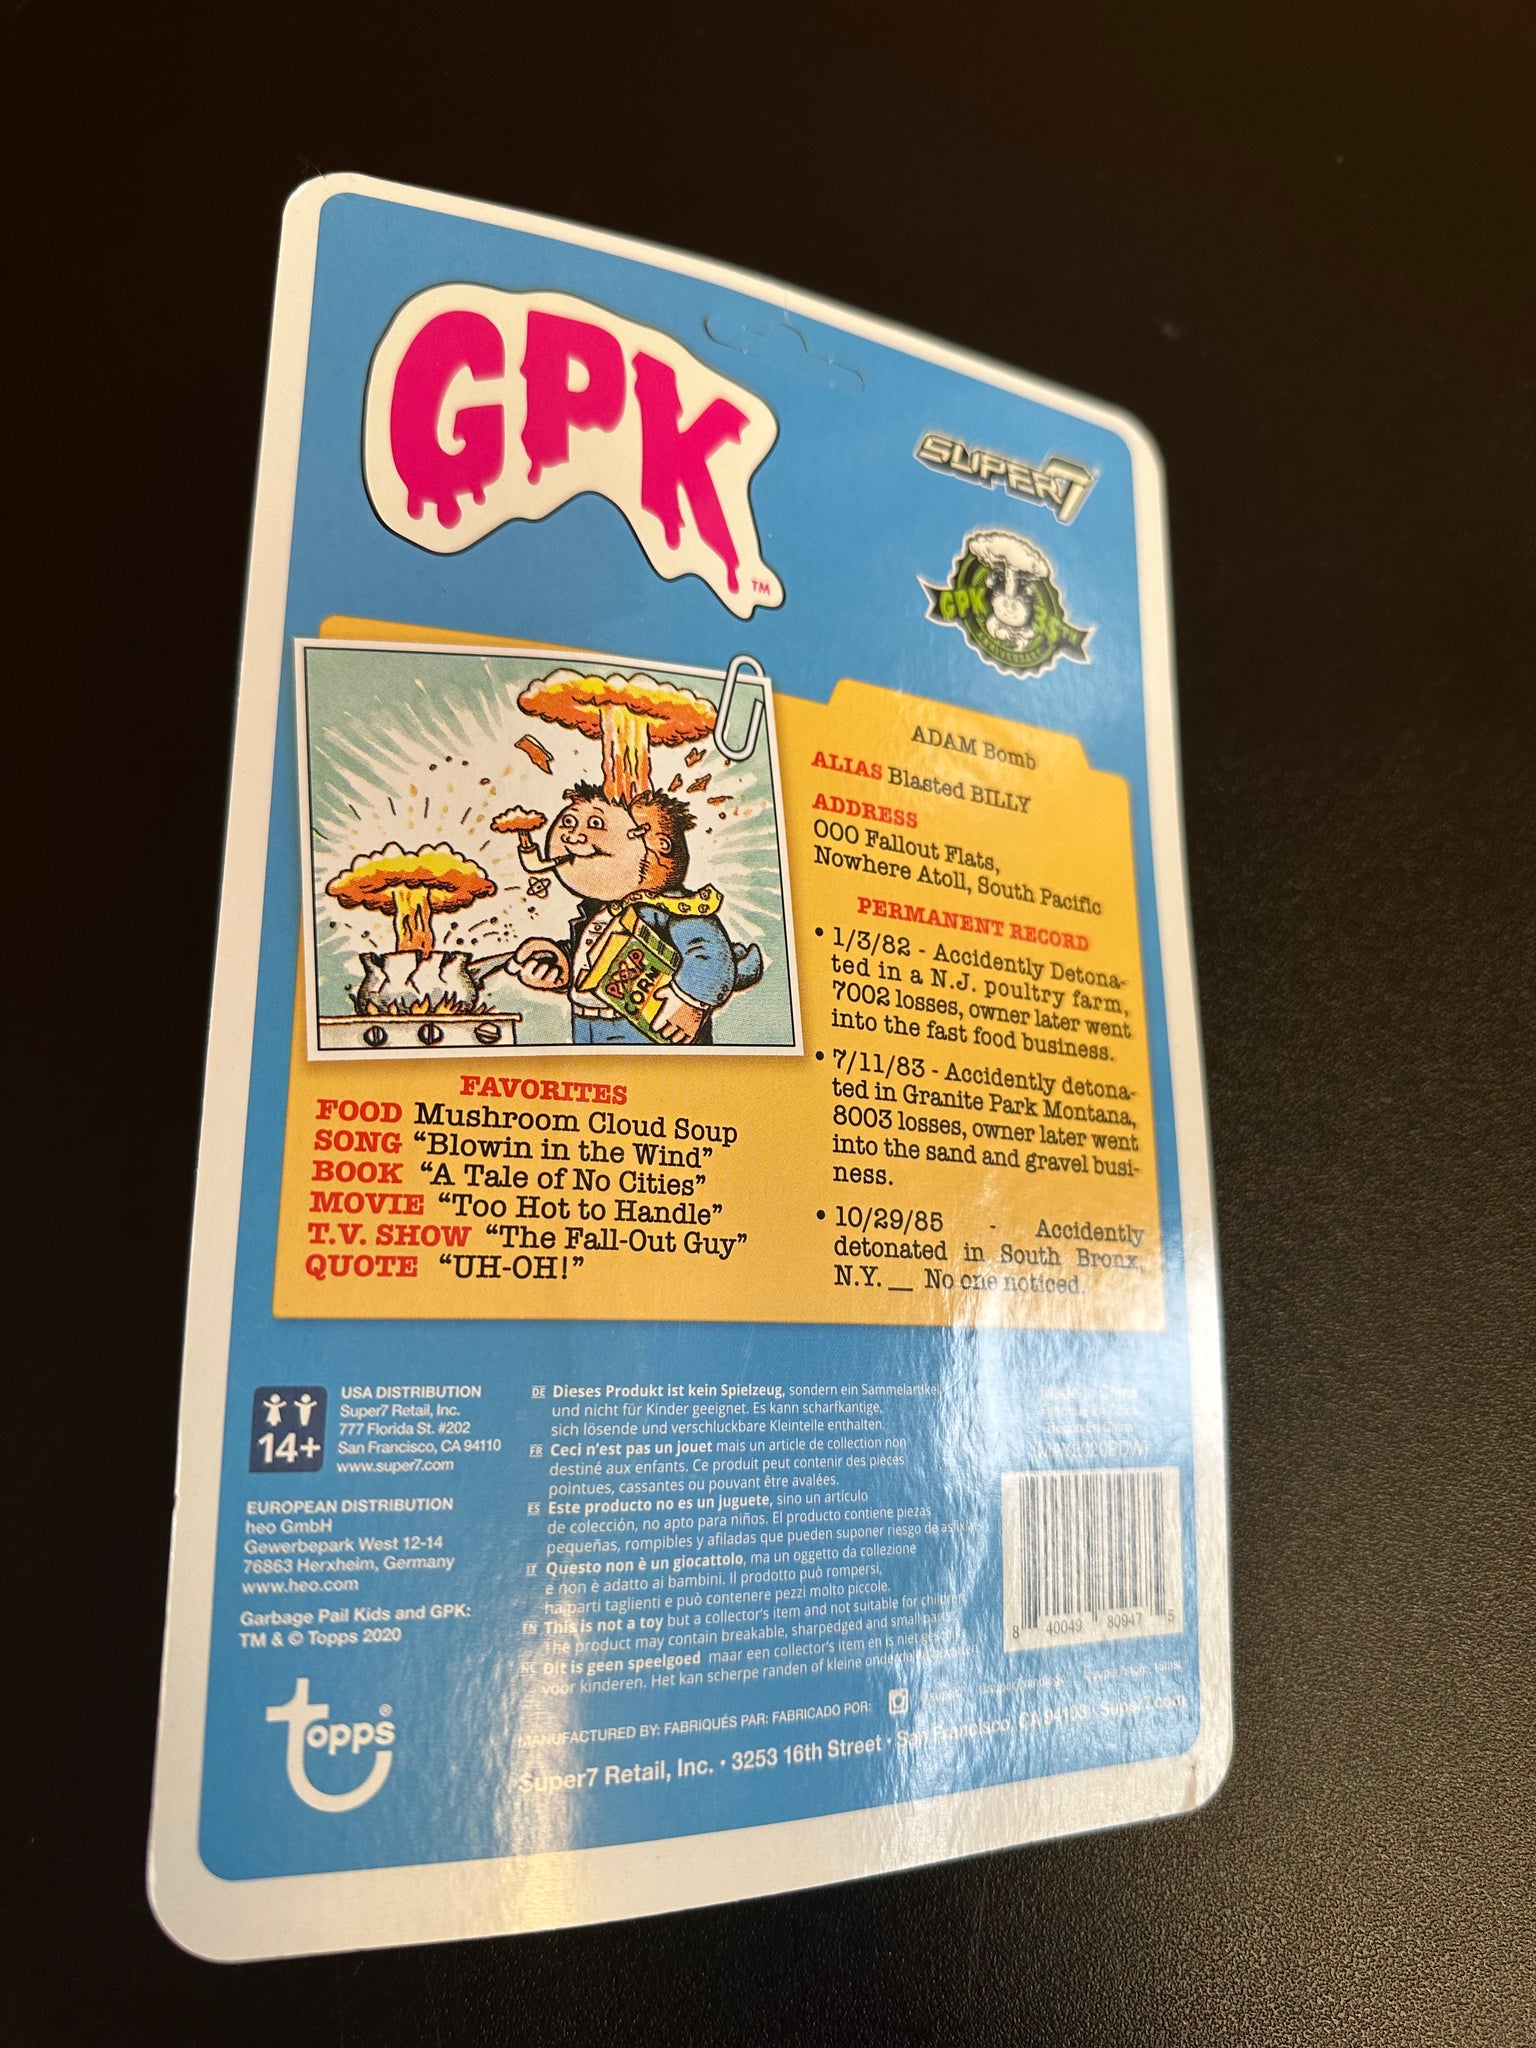 GPK
TM
SUPER7
GPK 35TH
ANNIVERSARY
POP
CORN
FAVORITES
FOOD Mushroom Cloud Soup
SONG “Blowin in the Wind”
BOOK “A Tale of No Cities”
MOVIE “Too Hot to Handle”
T.V. SHOW “The Fall-Out Guy”
QUOTE “UH-OH!”
ADAM Bomb
ALIAS Blasted BILLY
ADDRESS
000 Fallout Flats,
Nowhere Atoll, South Pacific
PERMANENT RECORD
• 1/3/82 - Accidently Detona-
ted in a N.J. poultry farm,
7002 losses, owner later went
into the fast food business.
• 7/11/83 - Accidently detona-
ted in Granite Park Montana,
8003 losses, owner later went
into the sand and gravel busi-
ness.
• 10/29/85 - Accidently
detonated in South Bronx,
N.Y. __ No one noticed.
14+
USA DISTRIBUTION
Super7 Retail, Inc.
777 Florida St. #202
San Francisco, CA 94110
www.super7.com
EUROPEAN DISTRIBUTION
heo GmbH
Gewerbepark West 12-14
76863 Herxheim, Germany
www.heo.com
Garbage Pail Kids and GPK:
TM & © Topps 2020
topps®
DE Dieses Produkt ist kein Spielzeug, sondern ein Sammelartikel
und nicht für Kinder geeignet. Es kann scharfkantige,
sich lösende und verschluckbare Kleinteile enthalten.
FR Ceci n'est pas un jouet mais un article de collection non
destiné aux enfants. Ce produit peut contenir des pièces
pointues, cassantes ou pouvant être avalées.
ES Este producto no es un juguete, sino un artículo
de colección, no apto para niños. El producto contiene piezas
pequeñas, rompibles y afiladas que pueden suponer riesgo de asfixia
IT Questo non è un giocattolo, ma un oggetto da collezione
e non è adatto ai bambini. Il prodotto può rompersi,
ha parti taglienti e può contenere pezzi molto piccole.
EN This is not a toy but a collector's item and not suitable for children
The product may contain breakable, sharpedged and small parts
Dit is geen speelgoed maar een collector's item en is niet
voor kinderen. Het kan scherpe randen of kleine onderdelen
MANUFACTURED BY: FABRIQUÉS PAR: FABRICADO POR:
Super7 Retail, Inc. • 3253 16th Street • San Francisco, CA 94103 Super7.com
Made in China
8 40049 80947 5